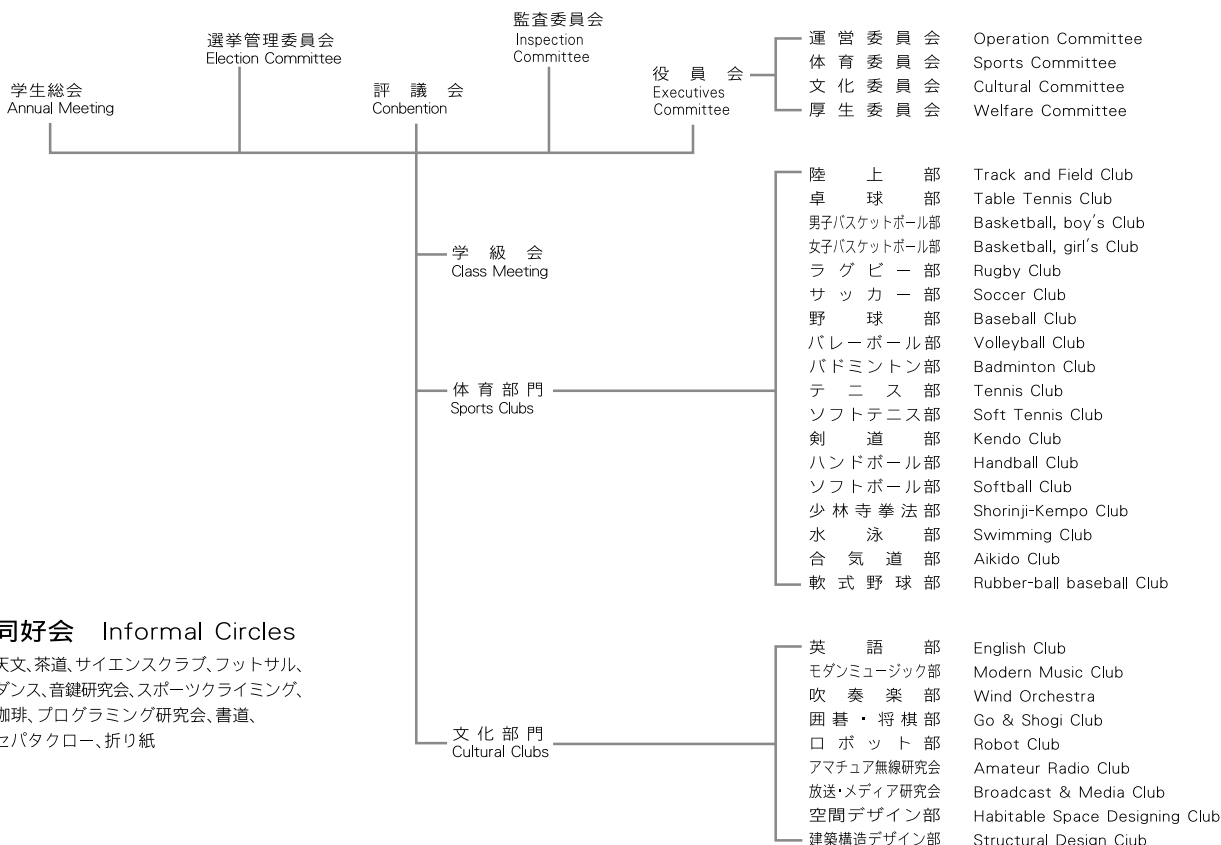 監査委員会
Inspection
Committee
選挙管理委員会
Election Committee
学生総会
Annual Meeting
評議会
Conbention
役員会
Executives
Committee
運営委員会 Operation Committee
体育委員会 Sports Committee
文化委員会 Cultural Committee
厚生委員会 Welfare Committee
学級会
Class Meeting
体育部門
Sports Clubs
陸上部 Track and Field Club
卓球部 Table Tennis Club
男子バスケットボール部 Basketball, boy's Club
女子バスケットボール部 Basketball, girl's Club
ラグビー部 Rugby Club
サッカー部 Soccer Club
野球部 Baseball Club
バレーボール部 Volleyball Club
バドミントン部 Badminton Club
テニス部 Tennis Club
ソフトテニス部 Soft Tennis Club
剣道部 Kendo Club
ハンドボール部 Handball Club
ソフトボール部 Softball Club
少林寺拳法部 Shorinji-Kempo Club
水泳部 Swimming Club
合気道部 Aikido Club
軟式野球部 Rubber-ball baseball Club
文化部門
Cultural Clubs
英語部 English Club
モダンミュージック部 Modern Music Club
吹奏楽部 Wind Orchestra
囲碁・将棋部 Go & Shogi Club
ロボット部 Robot Club
アマチュア無線研究会 Amateur Radio Club
放送・メディア研究会 Broadcast & Media Club
空間デザイン部 Habitable Space Designing Club
建築構造デザイン部 Structural Design Club
同好会 Informal Circles
天文、茶道、サイエンスクラブ、フットサル、
ダンス、音鍵研究会、スポーツクライミング、
珈琲、プログラミング研究会、書道、
セパタクロー、折り紙